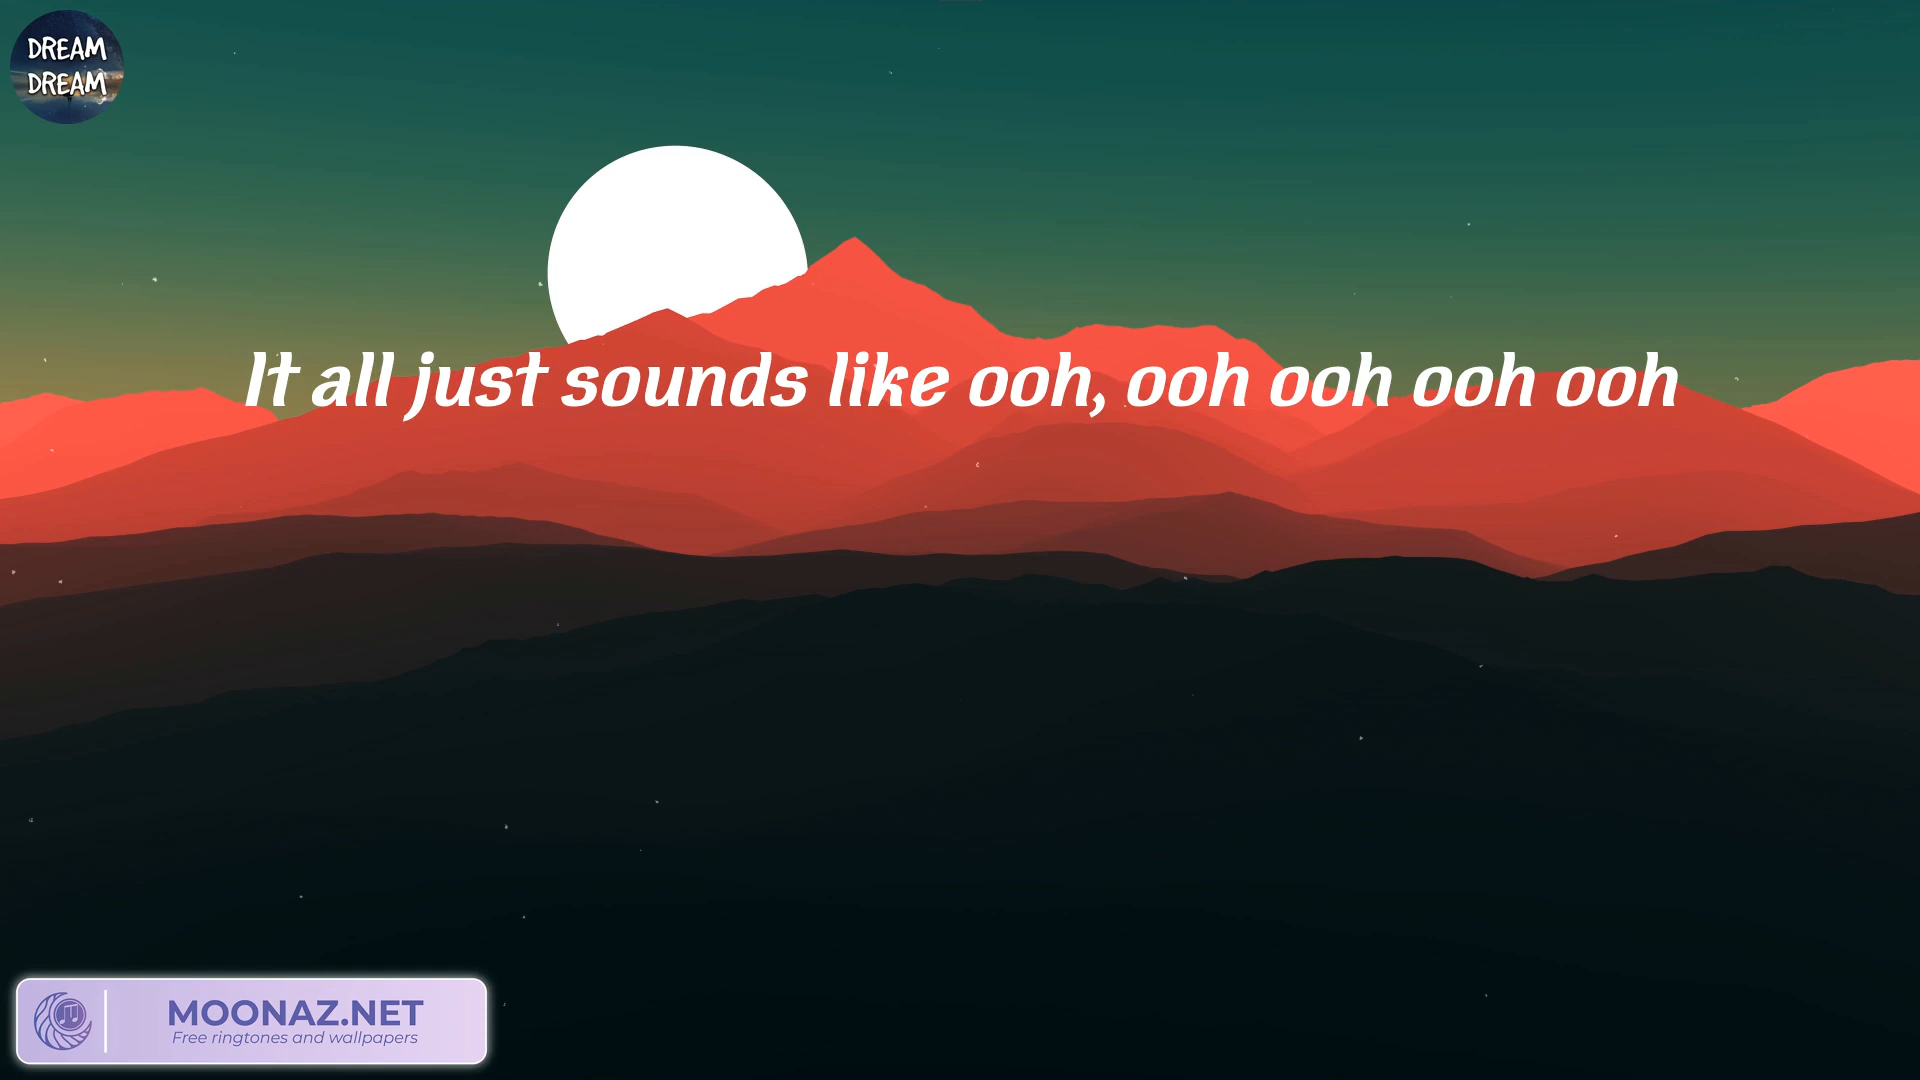 DREAM
DREAM
It all just sounds like ooh, ooh ooh ooh ooh
MOONAZ.NET
Free ringtones and wallpapers